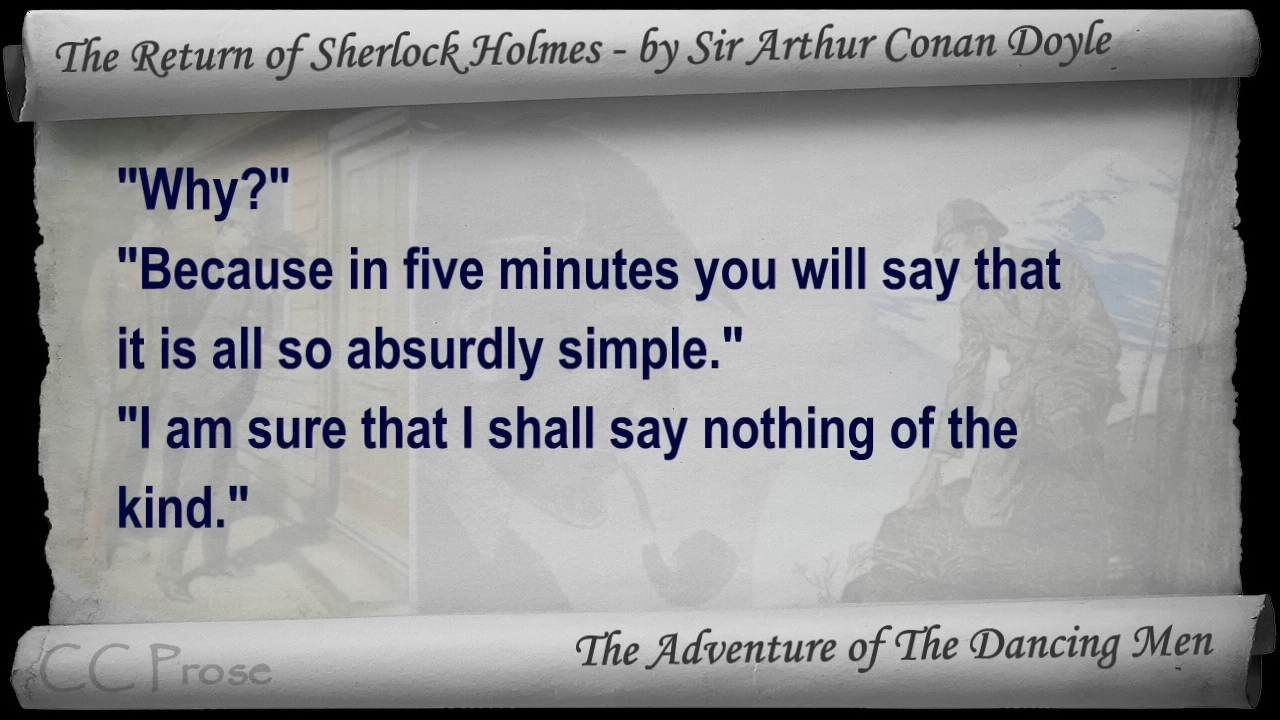 The Return of Sherlock Holmes - by Sir Arthur Conan Doyle
"Why?"
"Because in five minutes you will say that
it is all so absurdly simple."
"I am sure that I shall say nothing of the
kind."
The Adventure of The Dancing Men
CC Prose